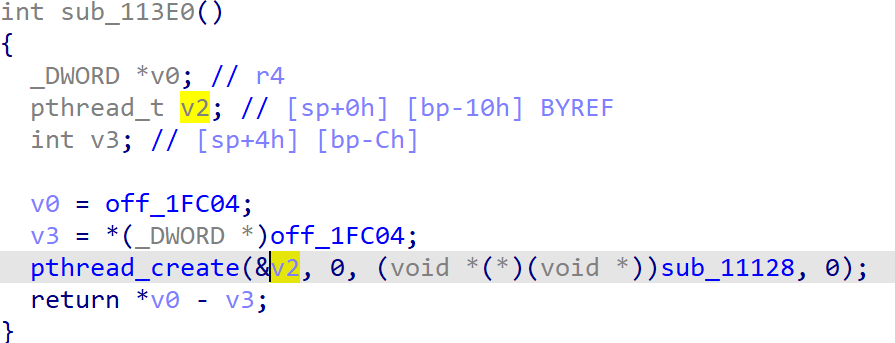 int sub_113E0()
{
  _DWORD *v0; // r4
  pthread_t v2; // [sp+0h] [bp-10h] BYREF
  int v3; // [sp+4h] [bp-Ch]

  v0 = off_1FC04;
  v3 = *(_DWORD *)off_1FC04;
  pthread_create(&v2, 0, (void *(*)(void *))sub_11128, 0);
  return *v0 - v3;
}